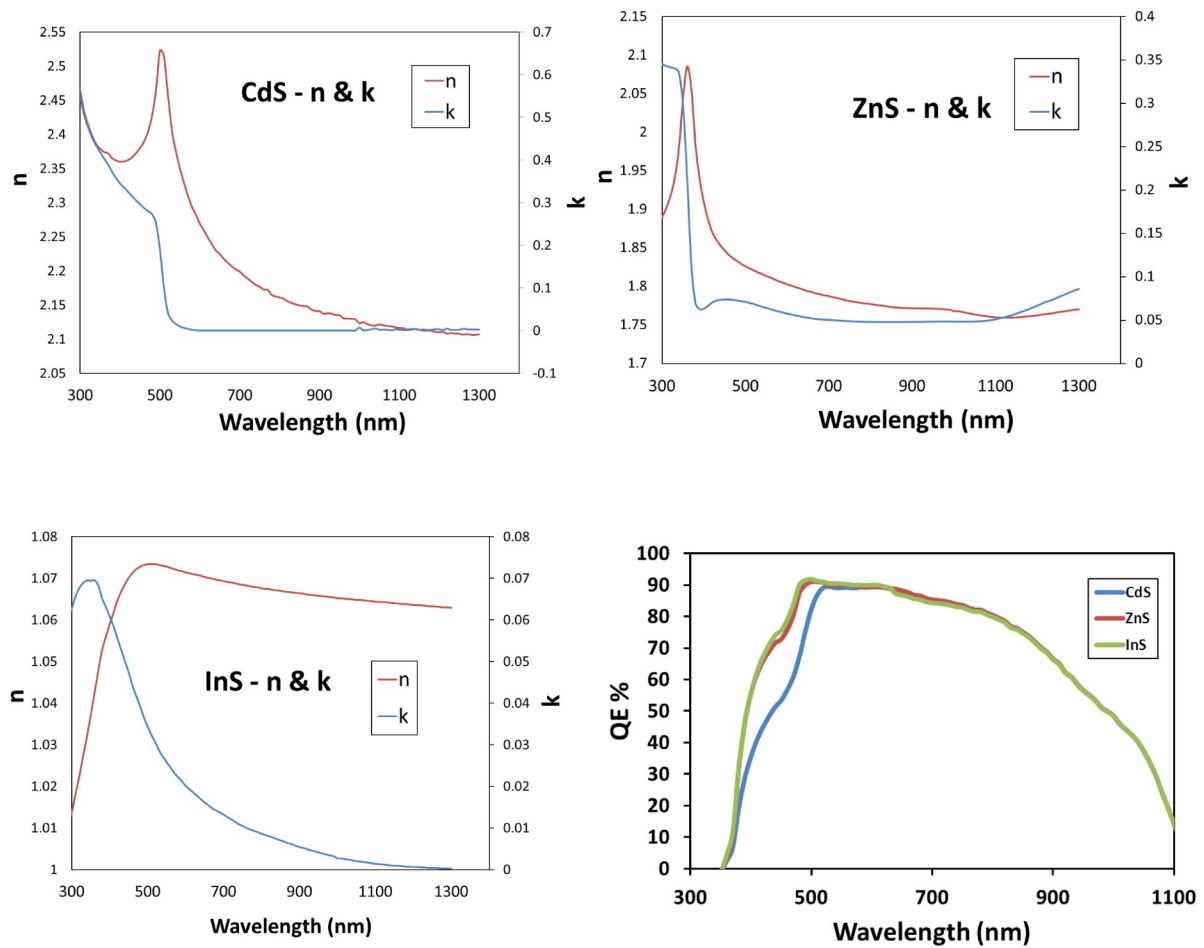 CdS - n & k
n
k
2.55
2.5
2.45
2.4
2.35
2.3
2.25
2.2
2.15
2.1
2.05
n
0.7
0.6
0.5
0.4
0.3
0.2
0.1
0
-0.1
k
300 500 700 900 1100 1300
Wavelength (nm)
ZnS - n & k
n
k
2.15
2.1
2.05
2
1.95
1.9
1.85
1.8
1.75
1.7
n
0.4
0.35
0.3
0.25
0.2
0.15
0.1
0.05
0
k
300 500 700 900 1100 1300
Wavelength (nm)
InS - n & k
n
k
1.08
1.07
1.06
1.05
1.04
1.03
1.02
1.01
1
n
0.08
0.07
0.06
0.05
0.04
0.03
0.02
0.01
0
k
300 500 700 900 1100 1300
Wavelength (nm)
100
90
80
70
60
50
40
30
20
10
0
QE %
CdS
ZnS
InS
300 500 700 900 1100
Wavelength (nm)